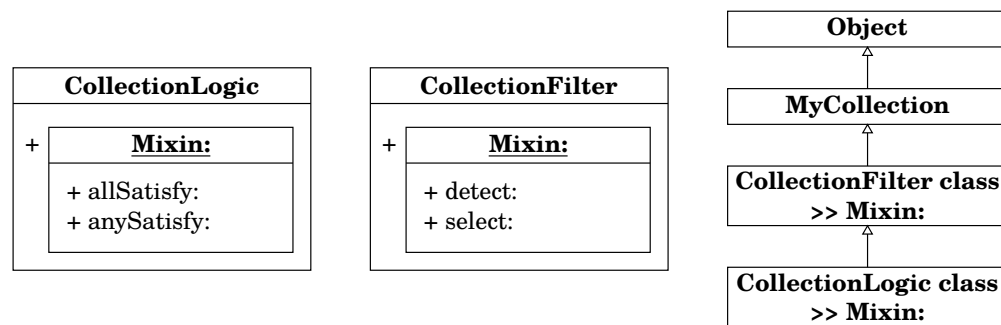 CollectionLogic
+ Mixin:
+ allSatisfy:
+ anySatisfy:
CollectionFilter
+ Mixin:
+ detect:
+ select:
Object
MyCollection
CollectionFilter class
>> Mixin:
CollectionLogic class
>> Mixin: